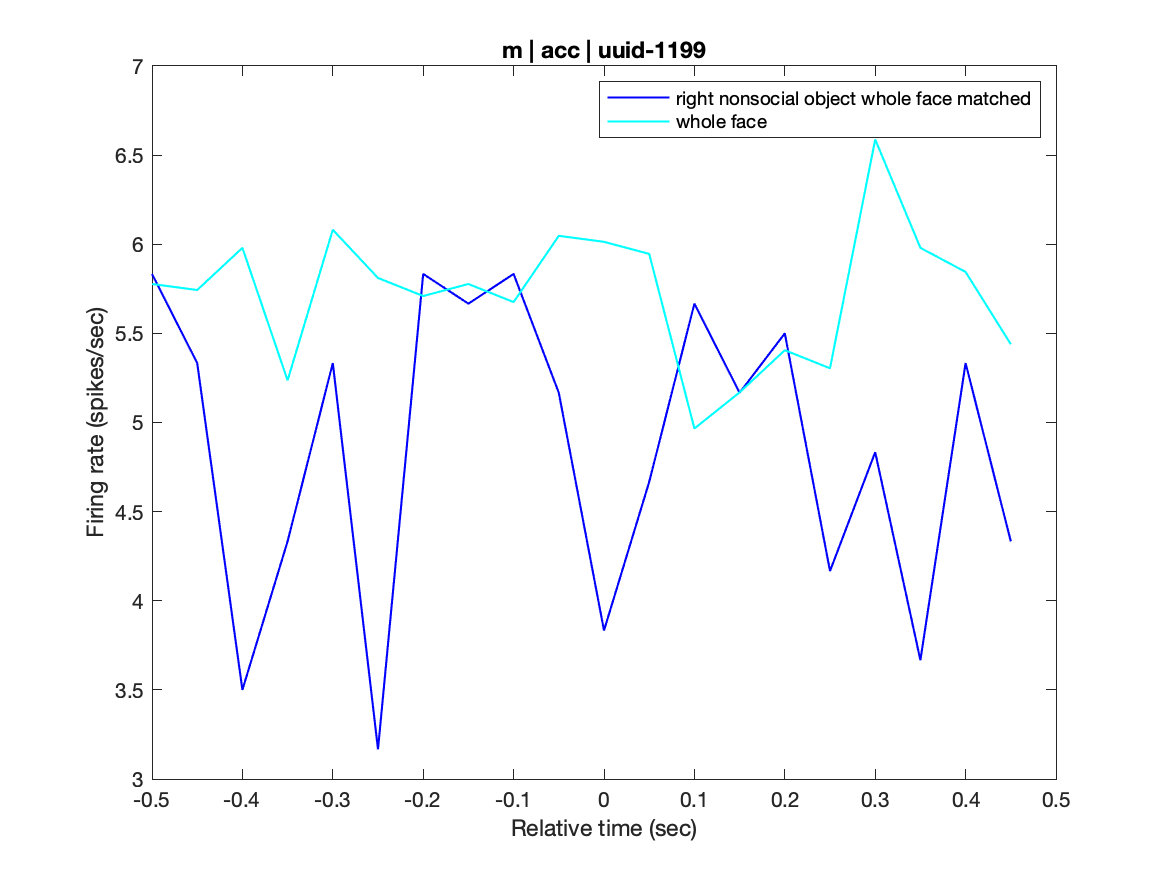 m | acc | uuid-1199
right nonsocial object whole face matched
whole face
Firing rate (spikes/sec)
7
6.5
6
5.5
5
4.5
4
3.5
3
-0.5 -0.4 -0.3 -0.2 -0.1 0 0.1 0.2 0.3 0.4 0.5
Relative time (sec)